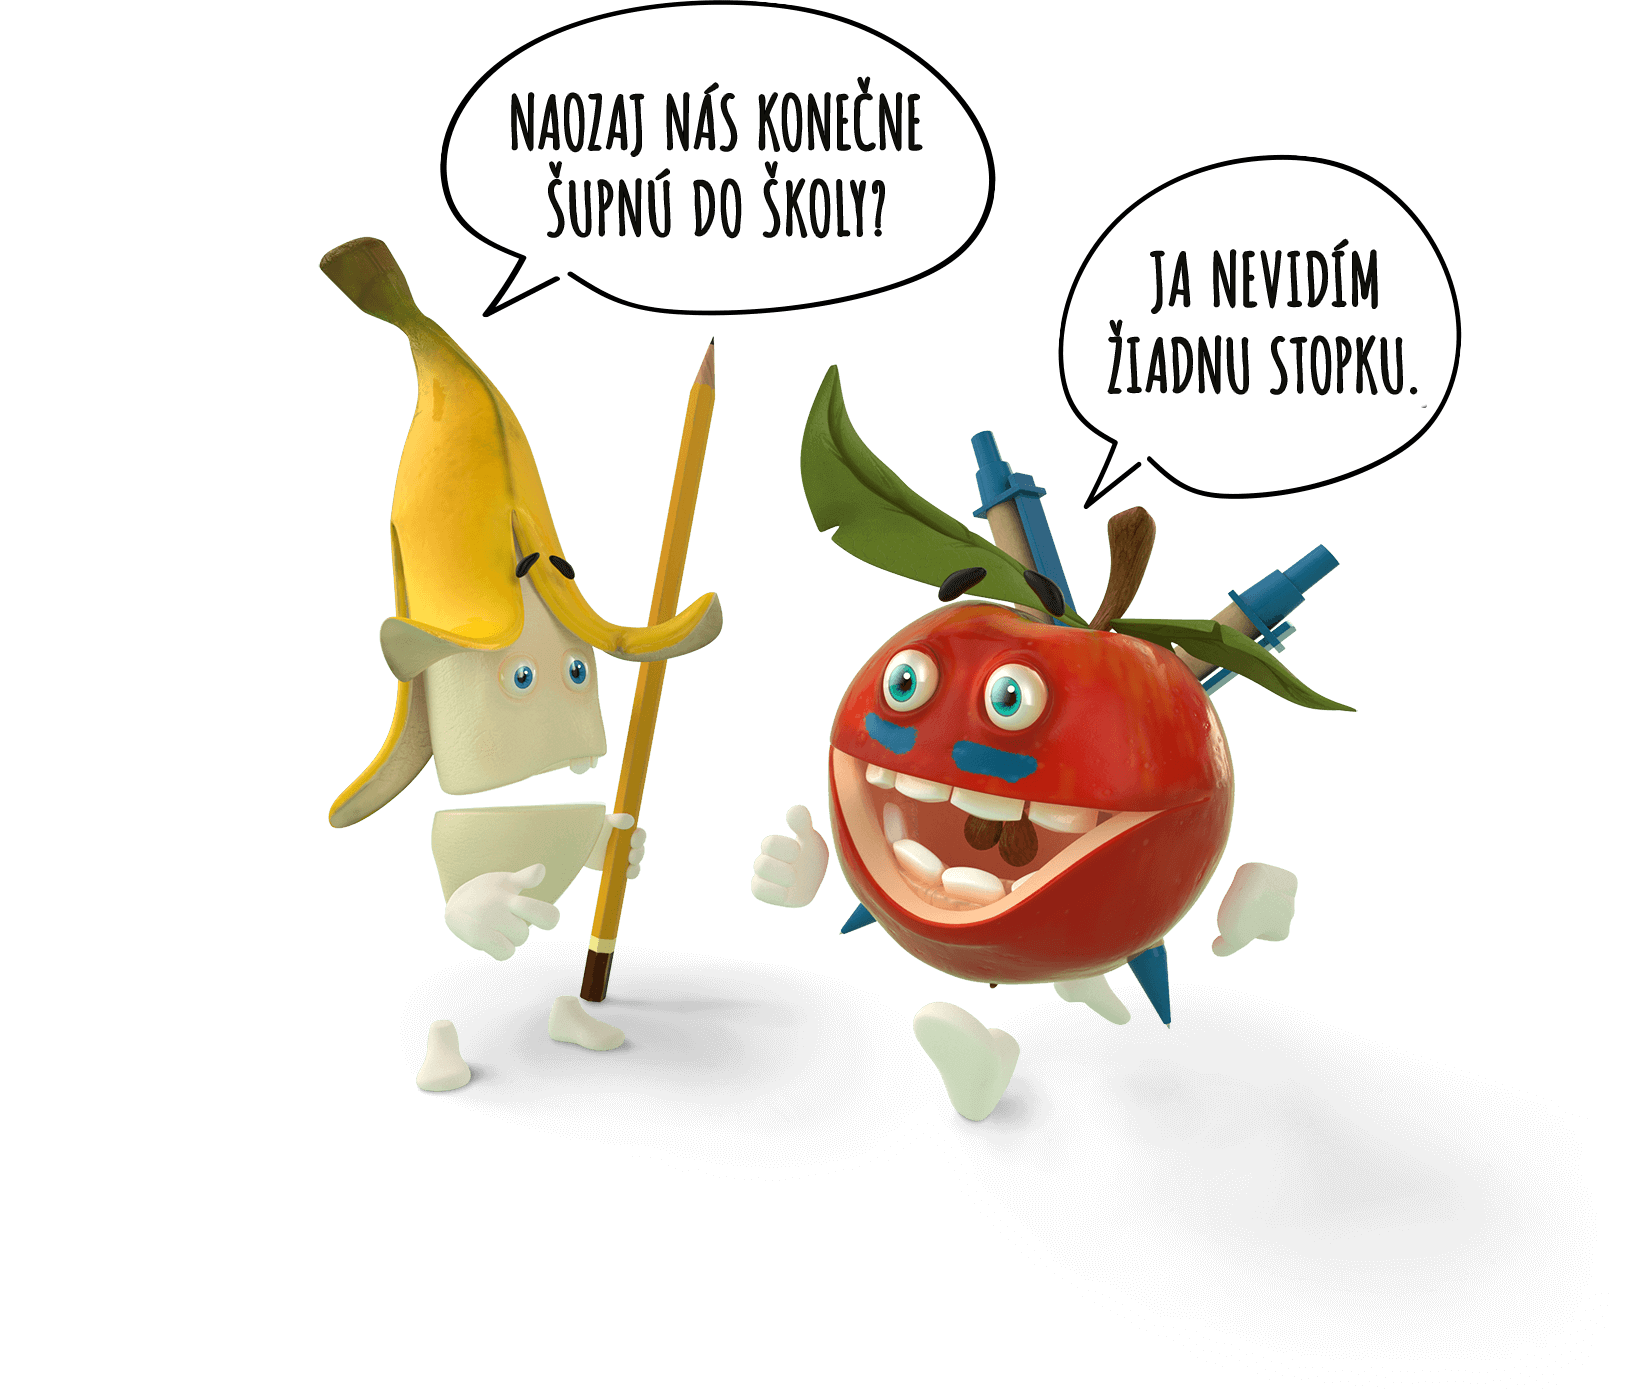 NAOZAJ NÁS KONEČNE
ŠUPNÚ DO ŠKOLY?
JA NEVIDÍM
ŽIADNU STOPKU.